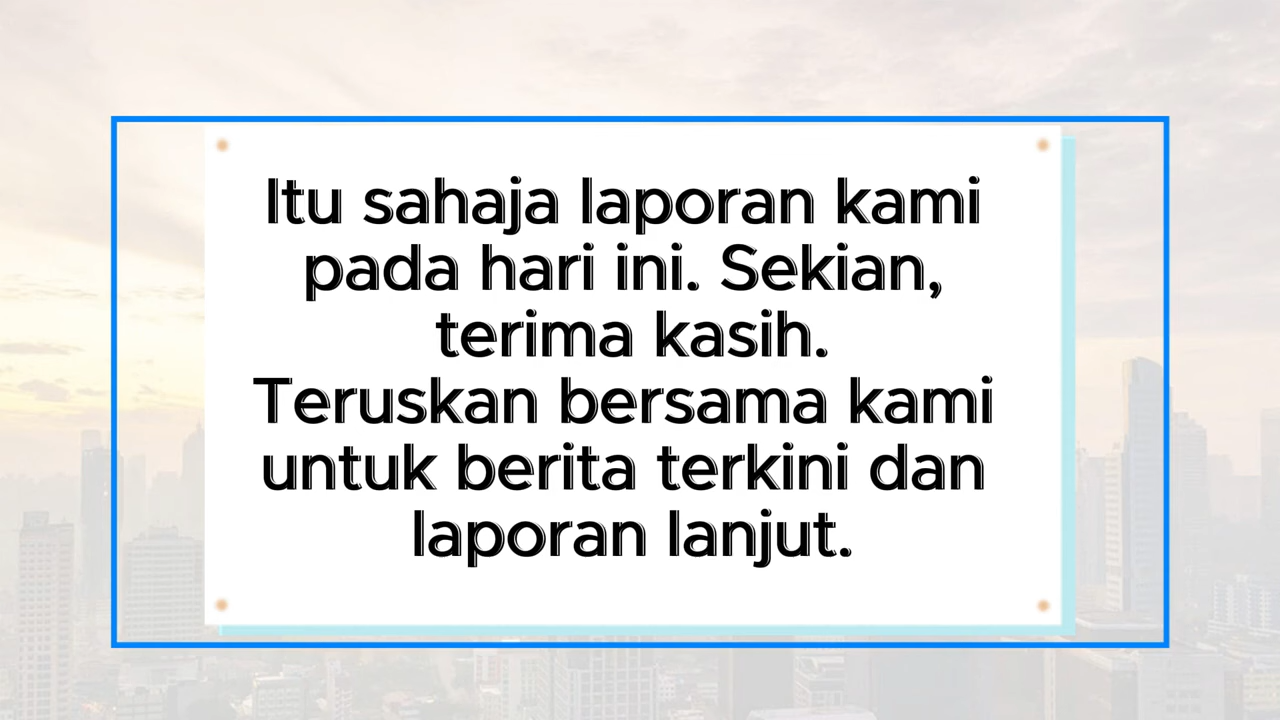 Itu sahaja laporan kami
pada hari ini. Sekian,
terima kasih.
Teruskan bersama kami
untuk berita terkini dan
laporan lanjut.